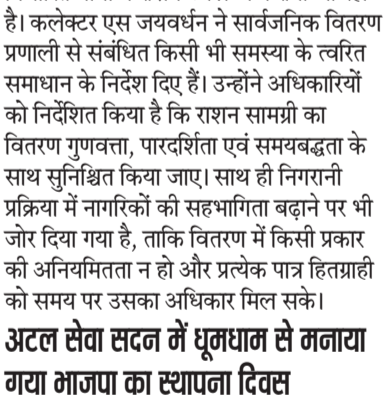 है। कलेक्टर एस जयवर्धन ने सार्वजनिक वितरण
प्रणाली से संबंधित किसी भी समस्या के त्वरित
समाधान के निर्देश दिए हैं। उन्होंने अधिकारियों
को निर्देशित किया है कि राशन सामग्री का
वितरण गुणवत्ता, पारदर्शिता एवं समयबद्धता के
साथ सुनिश्चित किया जाए। साथ ही निगरानी
प्रक्रिया में नागरिकों की सहभागिता बढ़ाने पर भी
जोर दिया गया है, ताकि वितरण में किसी प्रकार
की अनियमितता न हो और प्रत्येक पात्र हितग्राही
को समय पर उसका अधिकार मिल सके।
अटल सेवा सदन में धूमधाम से मनाया
गया भाजपा का स्थापना दिवस